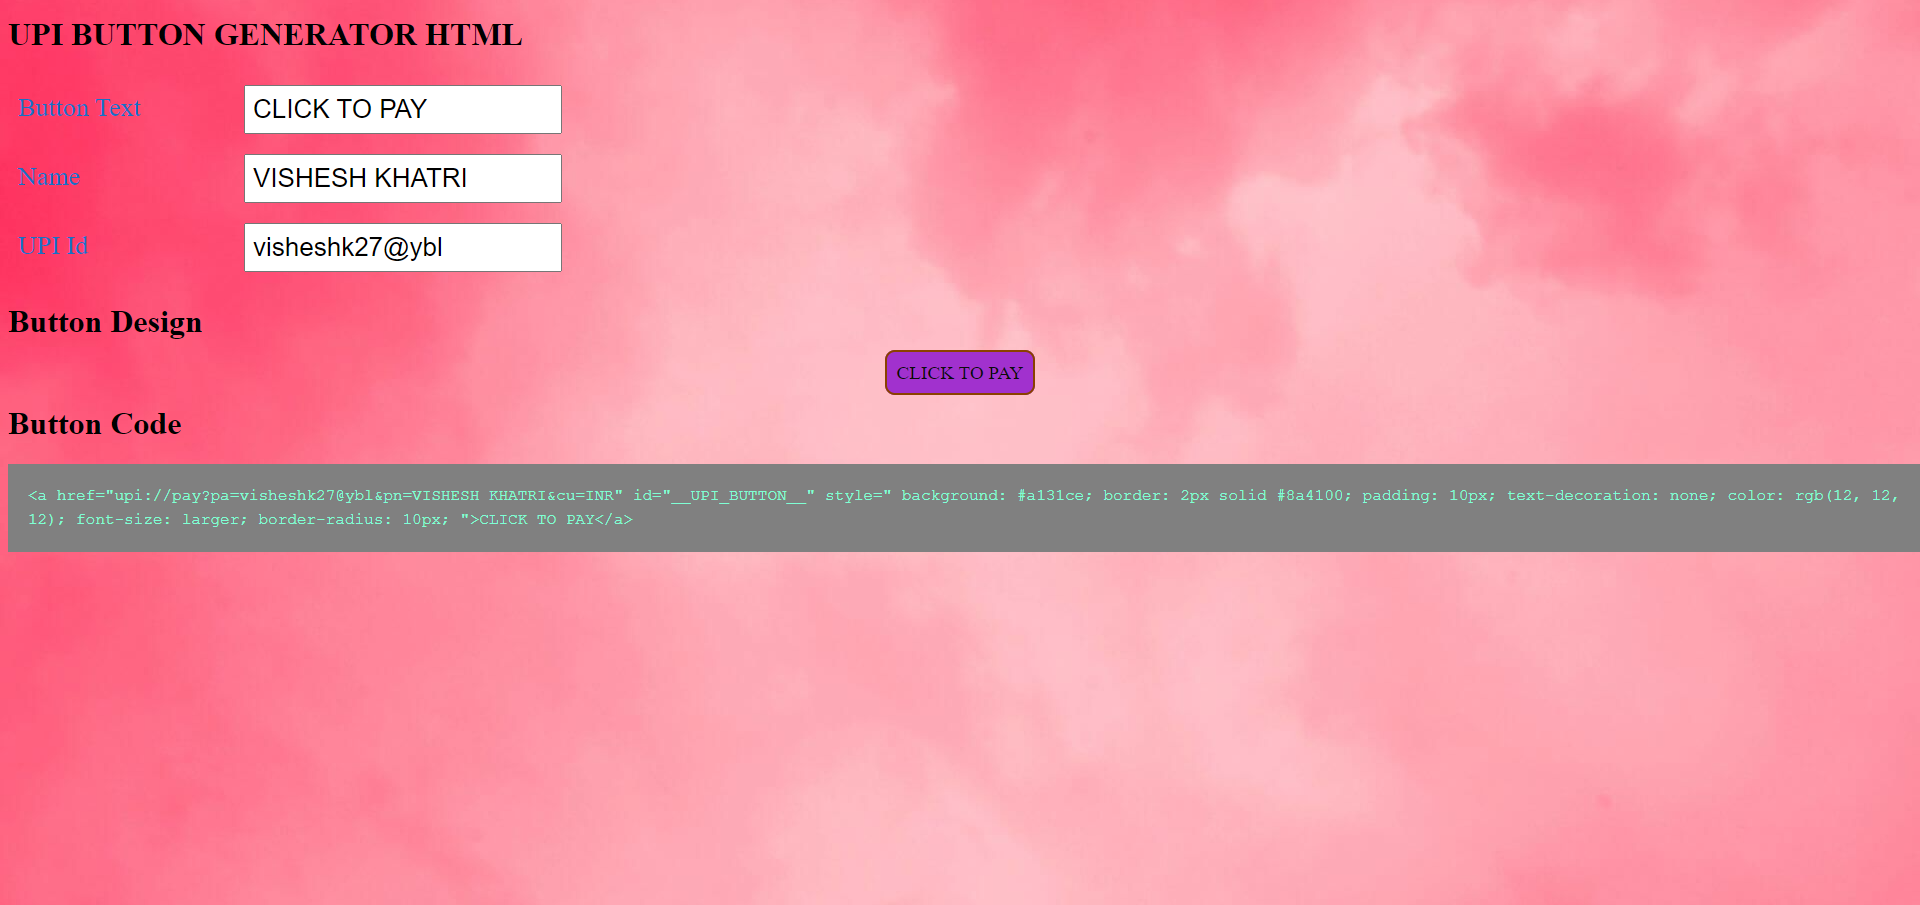 UPI BUTTON GENERATOR HTML
Button Text CLICK TO PAY
Name VISHESH KHATRI
UPI Id visheshk27@ybl
Button Design
CLICK TO PAY
Button Code
<a href="upi://pay?pa=visheshk27@ybl&pn=VISHESH KHATRI&cu=INR" id="__UPI_BUTTON__" style=" background: #a131ce; border: 2px solid #8a4100; padding: 10px; text-decoration: none; color: rgb(12, 12,
12); font-size: larger; border-radius: 10px; ">CLICK TO PAY</a>